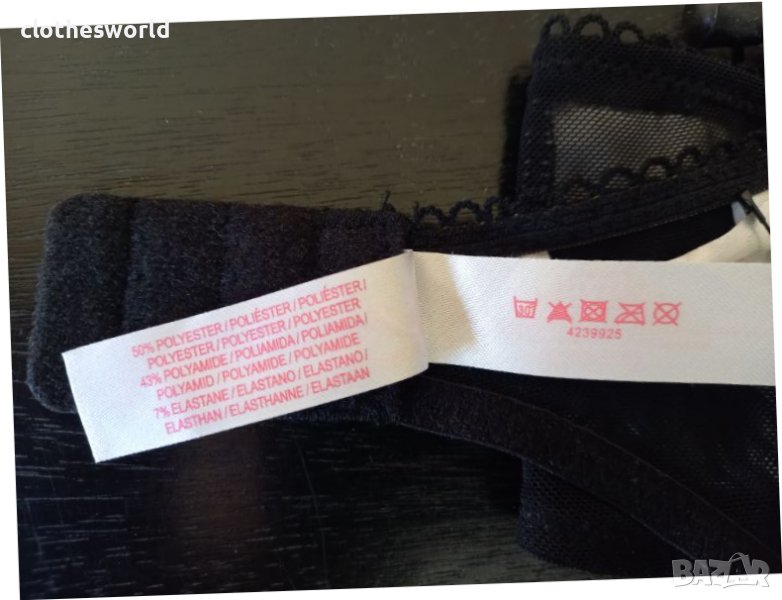 clothesworld
50% POLYESTER / POLIÉSTER / POLIÉSTER /
POLYESTER / POLYESTER / POLYESTER
43% POLYAMIDE / POLIAMIDA / POLIAMIDA /
POLYAMID / POLYAMIDE / POLYAMIDE
7% ELASTANE / ELASTANO / ELASTANO /
ELASTHAN / ELASTHANNE / ELASTAAN
30
4239925
BAZAR